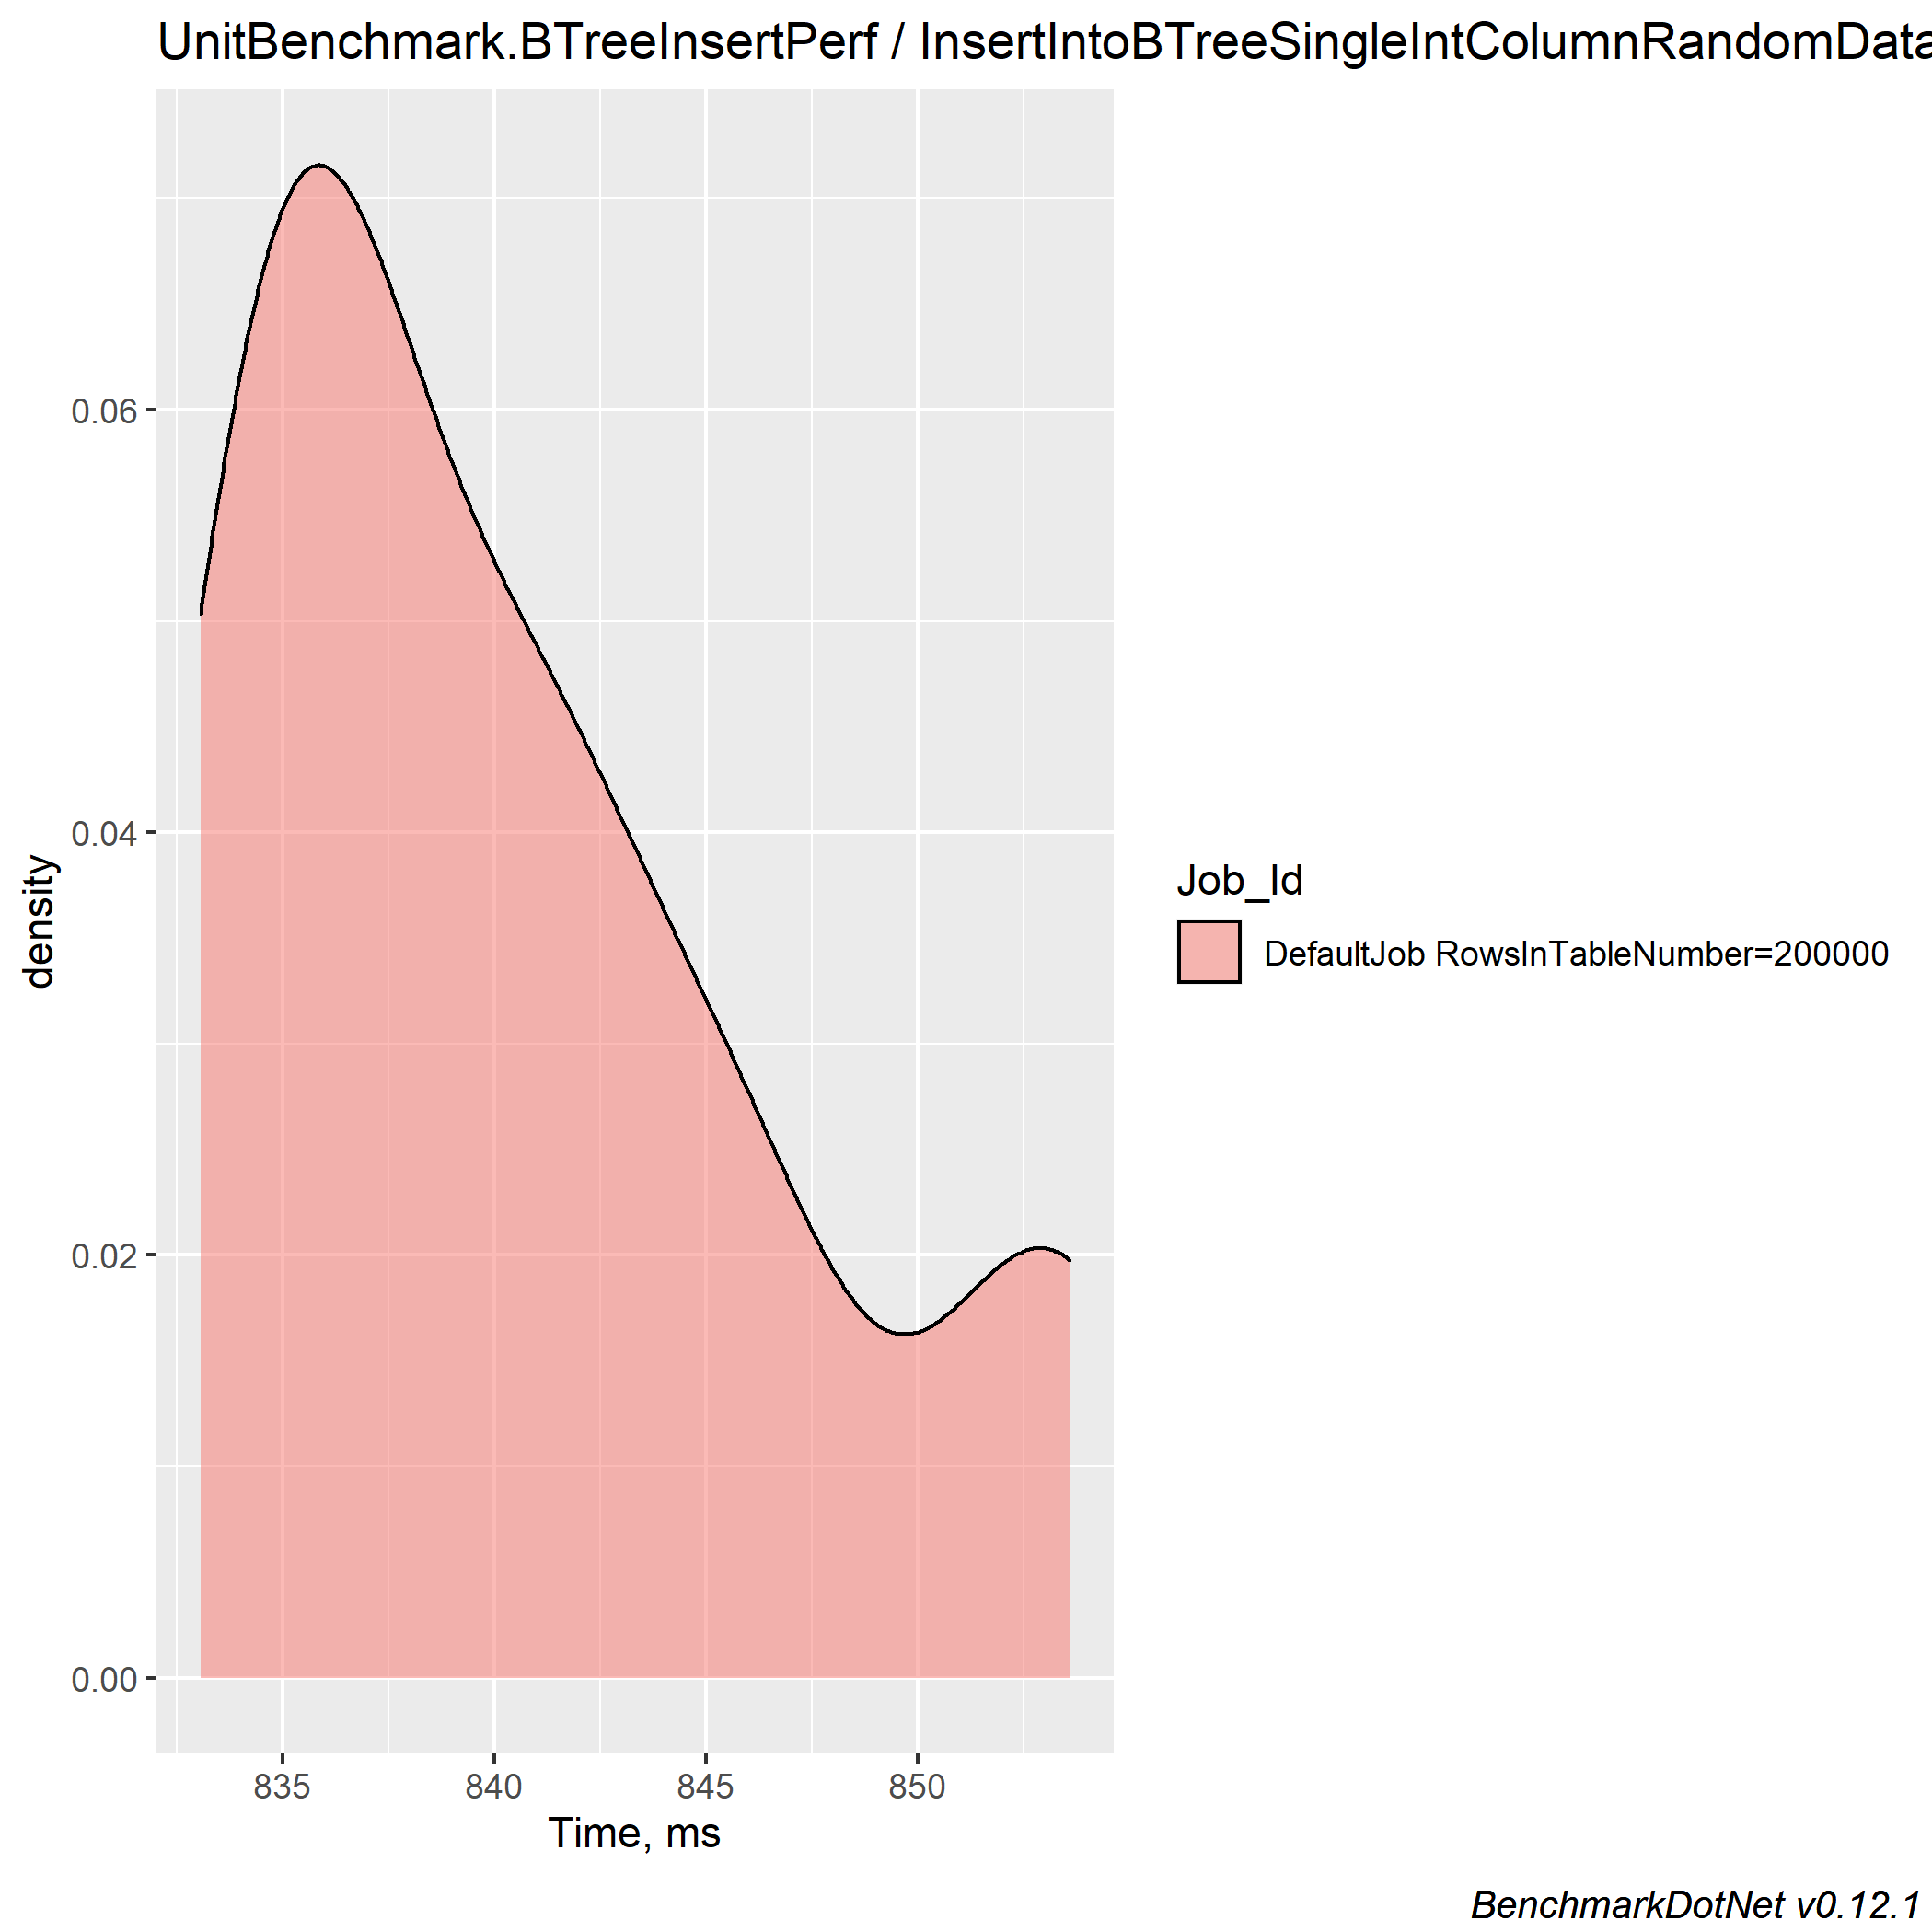 UnitBenchmark.BTreeInsertPerf / InsertIntoBTreeSingleIntColumnRandomData
0.06
0.04
0.02
0.00
density
835 840 845 850
Time, ms
Job_Id
DefaultJob RowsInTableNumber=200000
BenchmarkDotNet v0.12.1